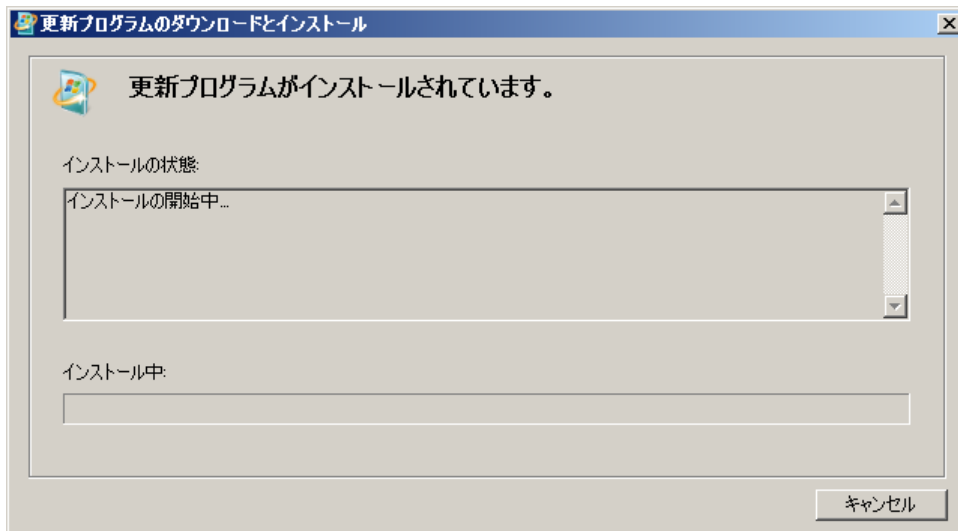 更新プログラムのダウンロードとインストール
更新プログラムがインストールされています。
インストールの状態:
インストールの開始中...
インストール中:
キャンセル